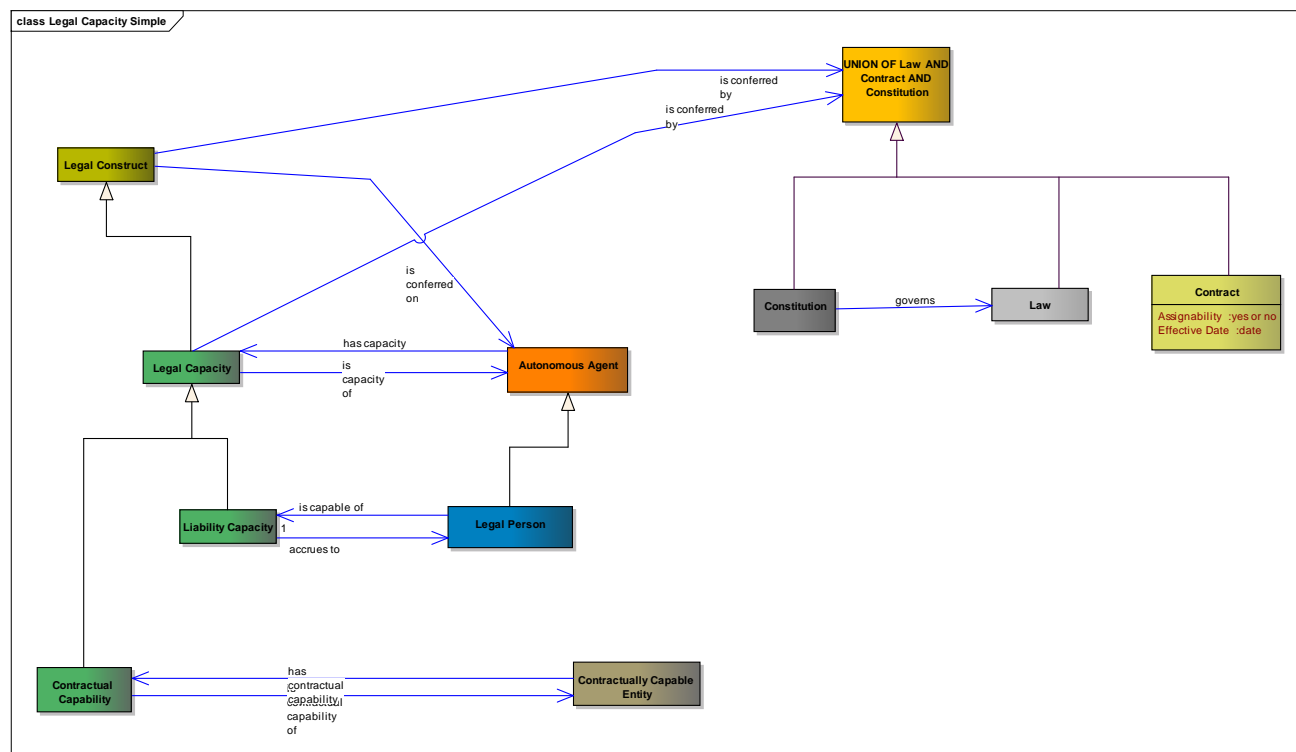 class Legal Capacity Simple
UNION OF Law AND
Contract AND
Constitution
is conferred
by
is conferred
by
Legal Construct
is
conferred
on
Constitution
governs
Law
Contract
Assignability :yes or no
Effective Date :date
has capacity
Legal Capacity
is
capacity
of
Autonomous Agent
is capable of
Liability Capacity
1
Legal Person
accrues to
has
contractual
capability
capability
of
Contractual
Capability
Contractually Capable
Entity